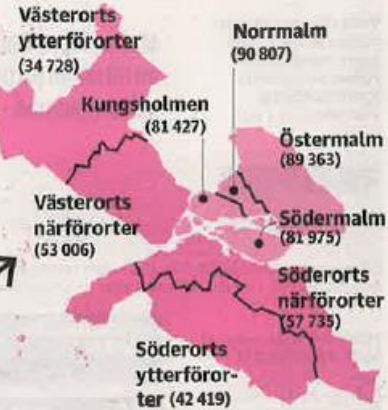 Västerorts
ytterförorter
(34 728)
Norrmalm
(90 807)
Kungsholmen
(81 427)
Östermalm
(89 363)
Västerorts
närförorter
(53 006)
Södermalm
(81 975)
Söderorts
närförorter
(57 735)
Söderorts
ytterföror-
ter (42 419)